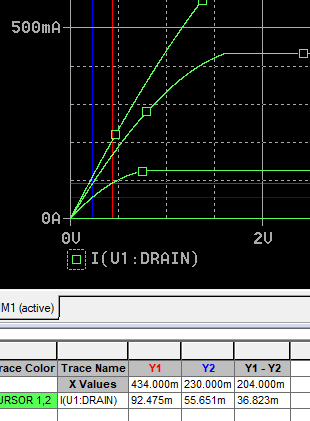 500mA
0A
0V 2V
I(U1:DRAIN)
M1 (active)
race Color Trace Name Y1 Y2 Y1 - Y2
X Values 434.000m 230.000m 204.000m
URSOR 1,2 I(U1:DRAIN) 92.475m 55.651m 36.823m